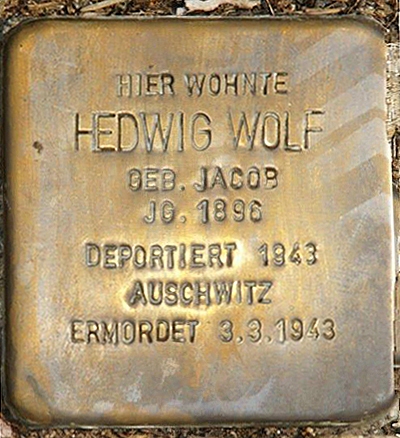 HIER WOHNTE
HEDWIG WOLF
GEB. JACOB
JG. 1896
DEPORTIERT 1943
AUSCHWITZ
ERMORDET 3.3.1943